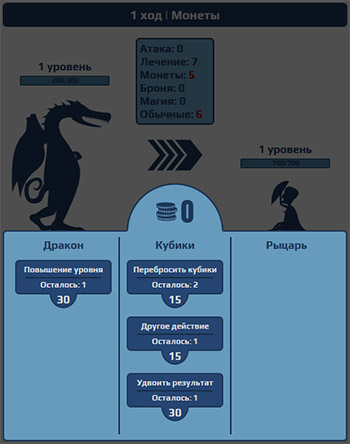 1 ход | Монеты
1 уровень
200/200
Атака: 0
Лечение: 7
Монеты: 5
Броня: 0
Магия: 0
Обычные: 6
1 уровень
100/100
0
Дракон
Кубики
Рыцарь
Повышение уровня
Осталось: 1
30
Перебросить кубики
Осталось: 2
15
Другое действие
Осталось: 1
15
Удвоить результат
Осталось: 1
30